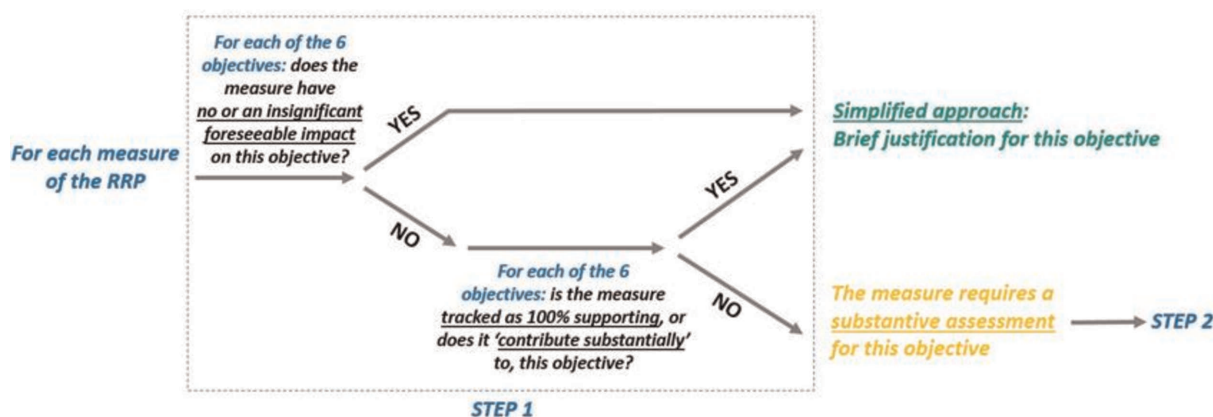 For each of the 6
objectives: does the
measure have
no or an insignificant
foreseeable impact
on this objective?
For each measure
of the RRP
YES
NO
Simplified approach:
Brief justification for this objective
YES
NO
For each of the 6
objectives: is the measure
tracked as 100% supporting, or
does it ‘contribute substantially’
to, this objective?
The measure requires a
substantive assessment
for this objective
STEP 2
STEP 1